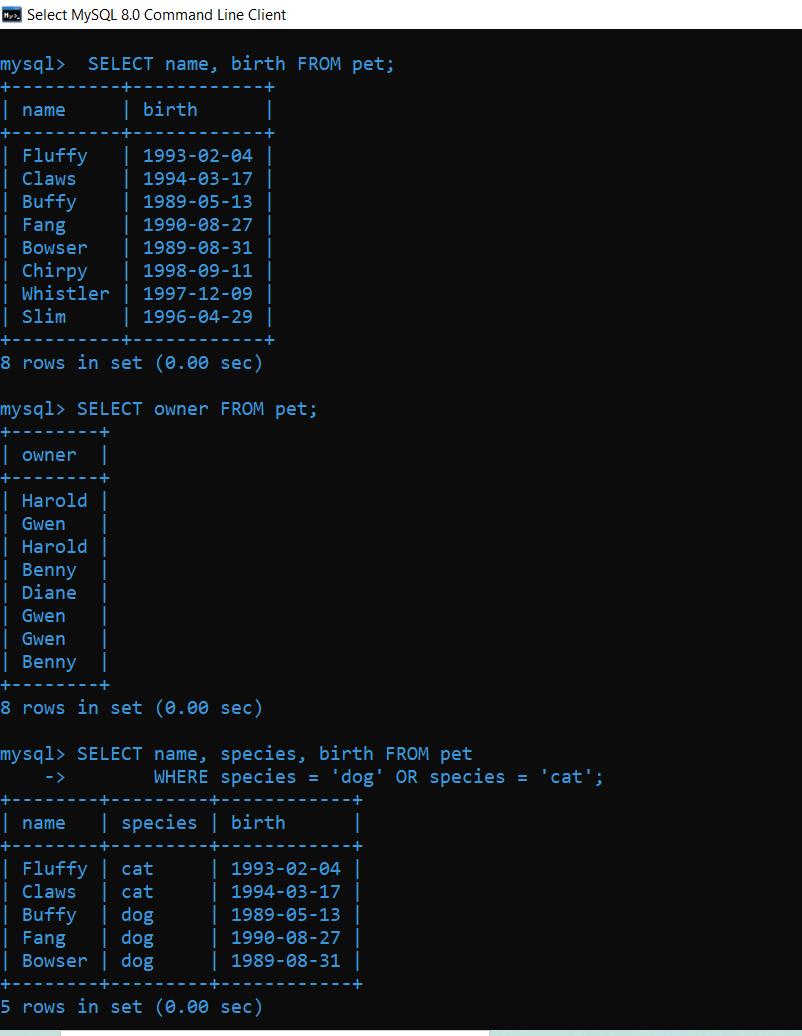 Select MySQL 8.0 Command Line Client
mysql>  SELECT name, birth FROM pet;
+----------+------------+
| name     | birth      |
+----------+------------+
| Fluffy   | 1993-02-04 |
| Claws    | 1994-03-17 |
| Buffy    | 1989-05-13 |
| Fang     | 1990-08-27 |
| Bowser   | 1989-08-31 |
| Chirpy   | 1998-09-11 |
| Whistler | 1997-12-09 |
| Slim     | 1996-04-29 |
+----------+------------+
8 rows in set (0.00 sec)
mysql> SELECT owner FROM pet;
+--------+
| owner  |
+--------+
| Harold |
| Gwen   |
| Harold |
| Benny  |
| Diane  |
| Gwen   |
| Gwen   |
| Benny  |
+--------+
8 rows in set (0.00 sec)
mysql> SELECT name, species, birth FROM pet
    ->        WHERE species = 'dog' OR species = 'cat';
+--------+---------+------------+
| name   | species | birth      |
+--------+---------+------------+
| Fluffy | cat     | 1993-02-04 |
| Claws  | cat     | 1994-03-17 |
| Buffy  | dog     | 1989-05-13 |
| Fang   | dog     | 1990-08-27 |
| Bowser | dog     | 1989-08-31 |
+--------+---------+------------+
5 rows in set (0.00 sec)